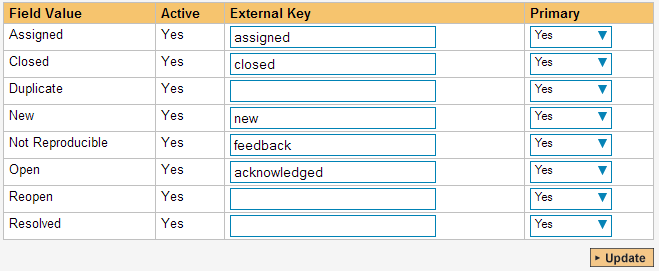 Field Value Active External Key Primary
Assigned Yes assigned Yes
Closed Yes closed Yes
Duplicate Yes Yes
New Yes new Yes
Not Reproducible Yes feedback Yes
Open Yes acknowledged Yes
Reopen Yes Yes
Resolved Yes Yes
Update